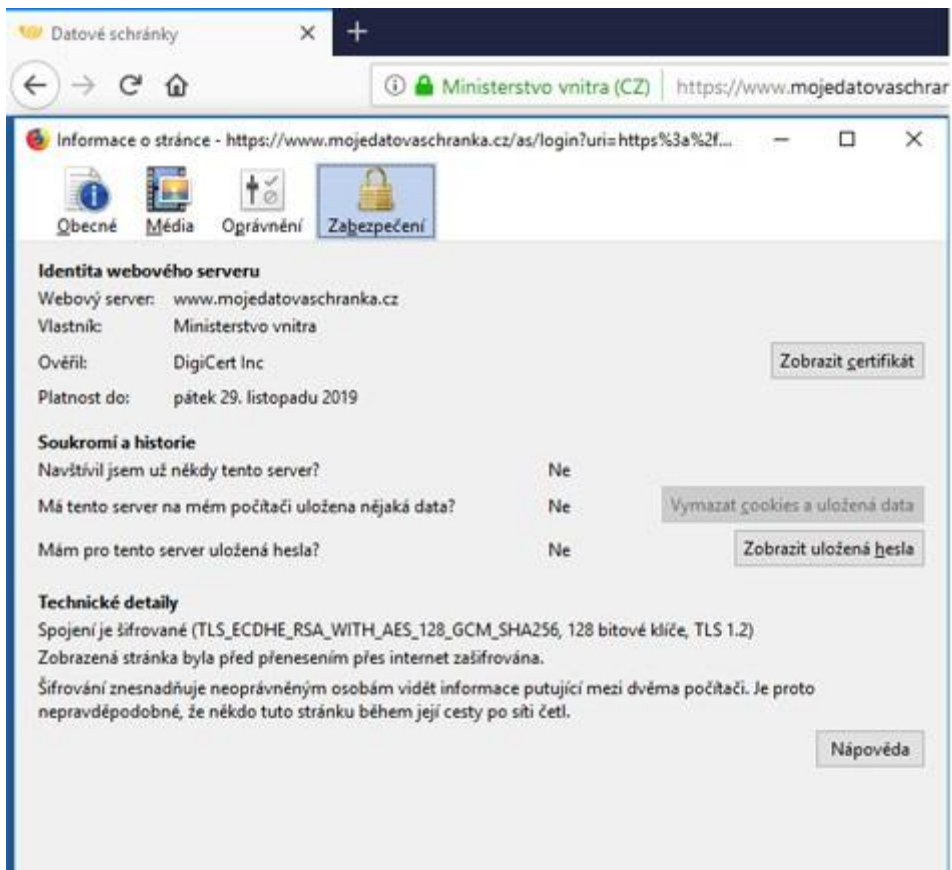 Datové schránky
Ministerstvo vnitra (CZ) https://www.mojedatovaschrar
Informace o stránce - https://www.mojedatovaschranka.cz/as/login?uri=https%3a%2f...
Obecné Média Oprávnění Zabezpečení
Identita webového serveru
Webový server: www.mojedatovaschranka.cz
Vlastník: Ministerstvo vnitra
Ověřil: DigiCert Inc Zobrazit certifikát
Platnost do: pátek 29. listopadu 2019
Soukromí a historie
Navštívil jsem už někdy tento server? Ne
Má tento server na mém počítači uložena nějaká data? Ne Vymazat cookies a uložená data
Mám pro tento server uložená hesla? Ne Zobrazit uložená hesla
Technické detaily
Spojení je šifrované (TLS_ECDHE_RSA_WITH_AES_128_GCM_SHA256, 128 bitové klíče, TLS 1.2)
Zobrazená stránka byla před přenesením přes internet zašifrována.
Šifrování znesnadňuje neoprávněným osobám vidět informace putující mezi dvěma počítači. Je proto
nepravděpodobné, že někdo tuto stránku během její cesty po síti četl.
Nápověda